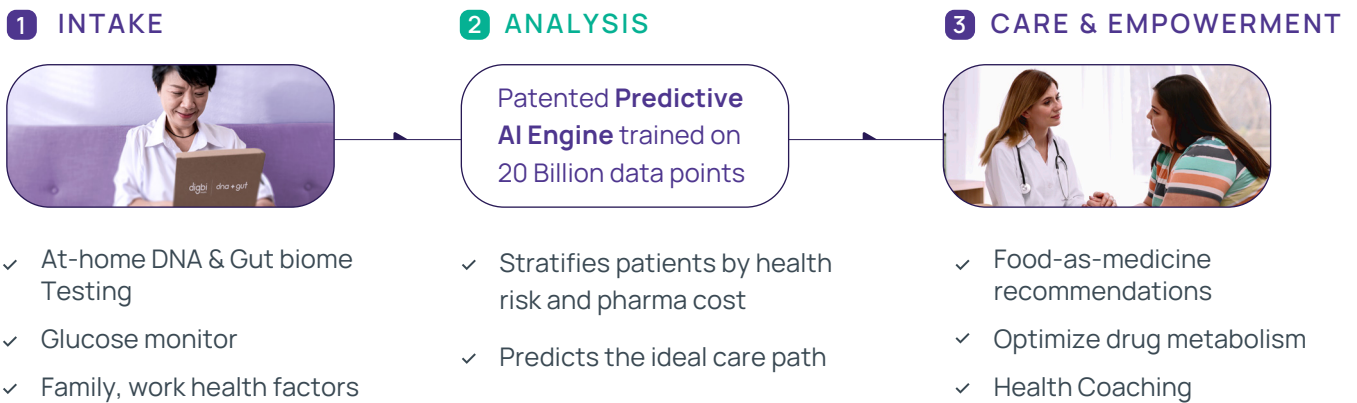 1 INTAKE
digbi dna + gut
At-home DNA & Gut biome
Testing
Glucose monitor
Family, work health factors
2 ANALYSIS
Patented Predictive
AI Engine trained on
20 Billion data points
Stratifies patients by health
risk and pharma cost
Predicts the ideal care path
3 CARE & EMPOWERMENT
Food-as-medicine
recommendations
Optimize drug metabolism
Health Coaching